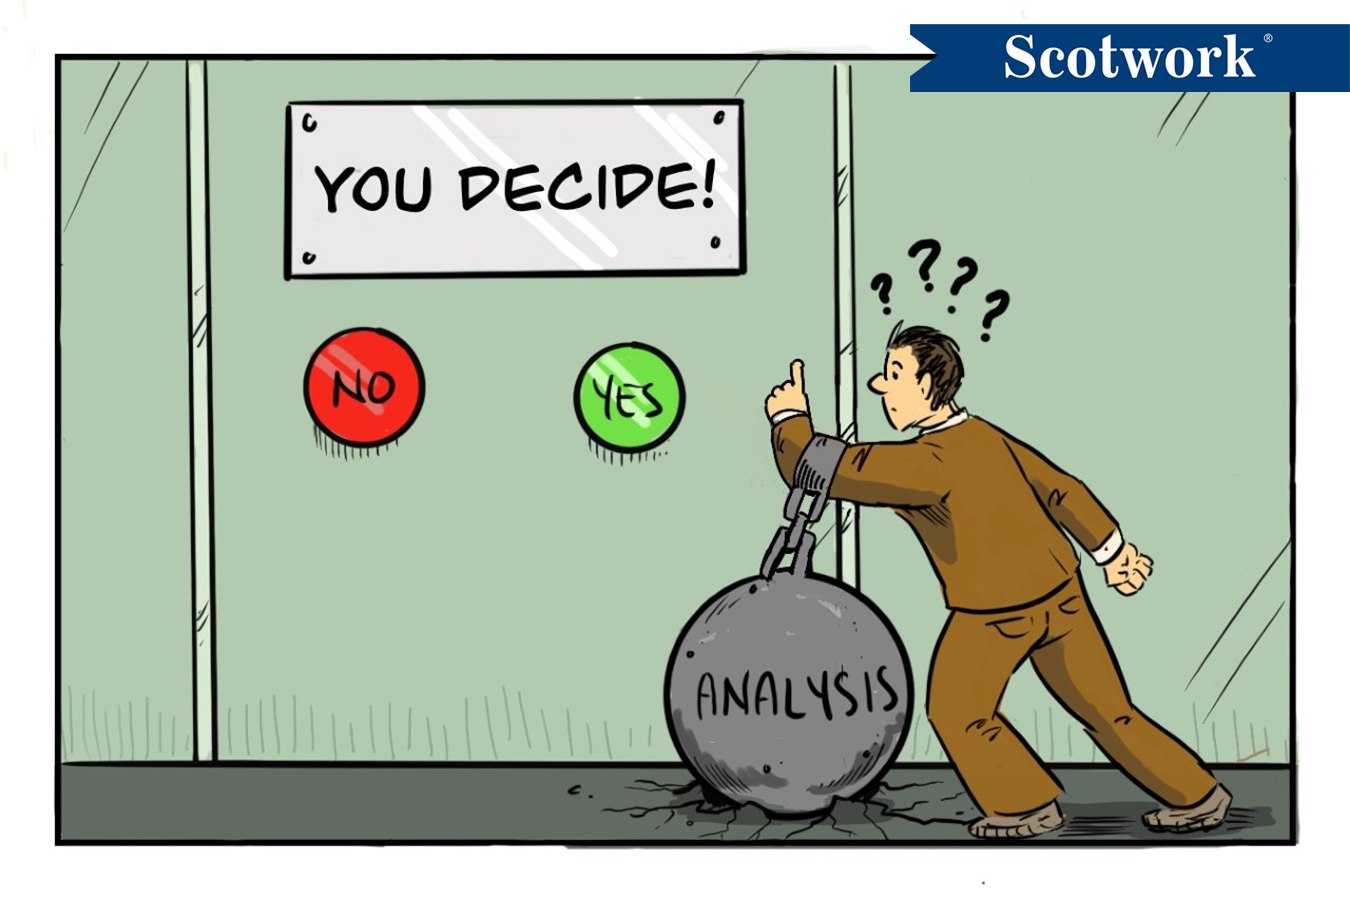 Scotwork®
YOU DECIDE!
NO
YES
? ? ? ?
ANALYSIS